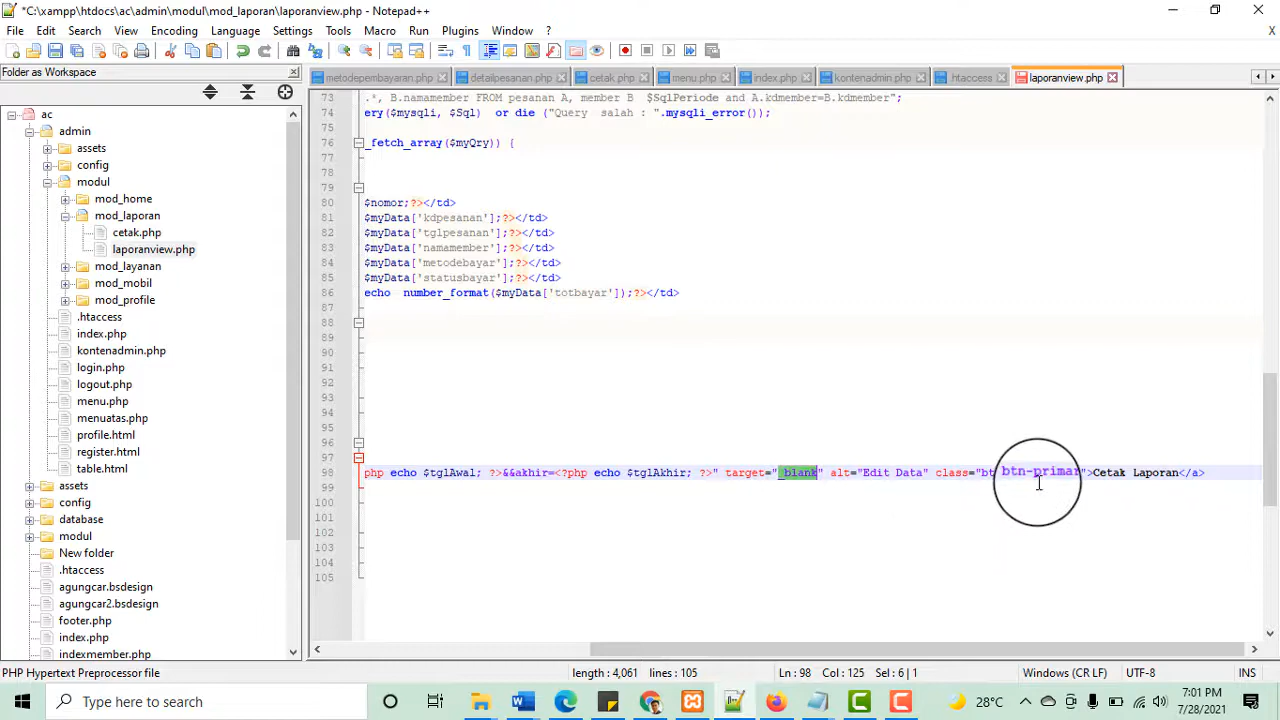 *C:\xampp\htdocs\ac\admin\modul\mod_laporan\laporanview.php - Notepad++
File Edit Search View Encoding Language Settings Tools Macro Run Plugins Window ? X
Folder as Workspace
metodepembayaran.php detailpesanan.php cetak.php menu.php index.php kontenadmin.php htaccess laporanview.php
ac
admin
assets
config
modul
mod_home
mod_laporan
cetak.php
laporanview.php
mod_layanan
mod_mobil
mod_profile
.htaccess
index.php
kontenadmin.php
login.php
logout.php
menu.php
menuatas.php
profile.html
register.html
table.html
assets
config
database
modul
New folder
.htaccess
agungcar.bsdesign
agungcar2.bsdesign
footer.php
index.php
indexmember.php
73 .*, B.namamember FROM pesanan A, member B $SqlPeriode and A.kdmember=B.kdmember";
74 ery($mysqli, $Sql) or die ("Query salah : ".mysqli_error());
75
76 _fetch_array($myQry)) {
77
78
79
80 $nomor;?></td>
81 $myData['kdpesanan'];?></td>
82 $myData['tglpesanan'];?></td>
83 $myData['namamember'];?></td>
84 $myData['metodebayar'];?></td>
85 $myData['statusbayar'];?></td>
86 echo number_format($myData['totbayar']);?></td>
87
88
89
90
91
92
93
94
95
96
97
98 php echo $tglAwal; ?>&&akhir=<?php echo $tglAkhir; ?>" target="_blank" alt="Edit Data" class="bt btn-primar">Cetak Laporan</a>
99
100
101
102
103
104
105
PHP Hypertext Preprocessor file length : 4,061 lines : 105 Ln : 98 Col : 125 Sel : 6 | 1 Windows (CR LF) UTF-8 INS
Type here to search 28°C 7:01 PM
7/28/2021